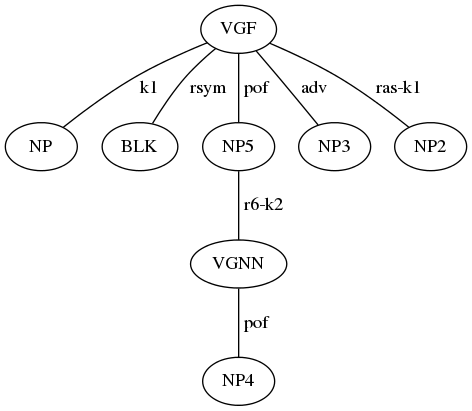 VGF
k1 rsym pof adv ras-k1
NP BLK NP5 NP3 NP2
r6-k2
VGNN
pof
NP4